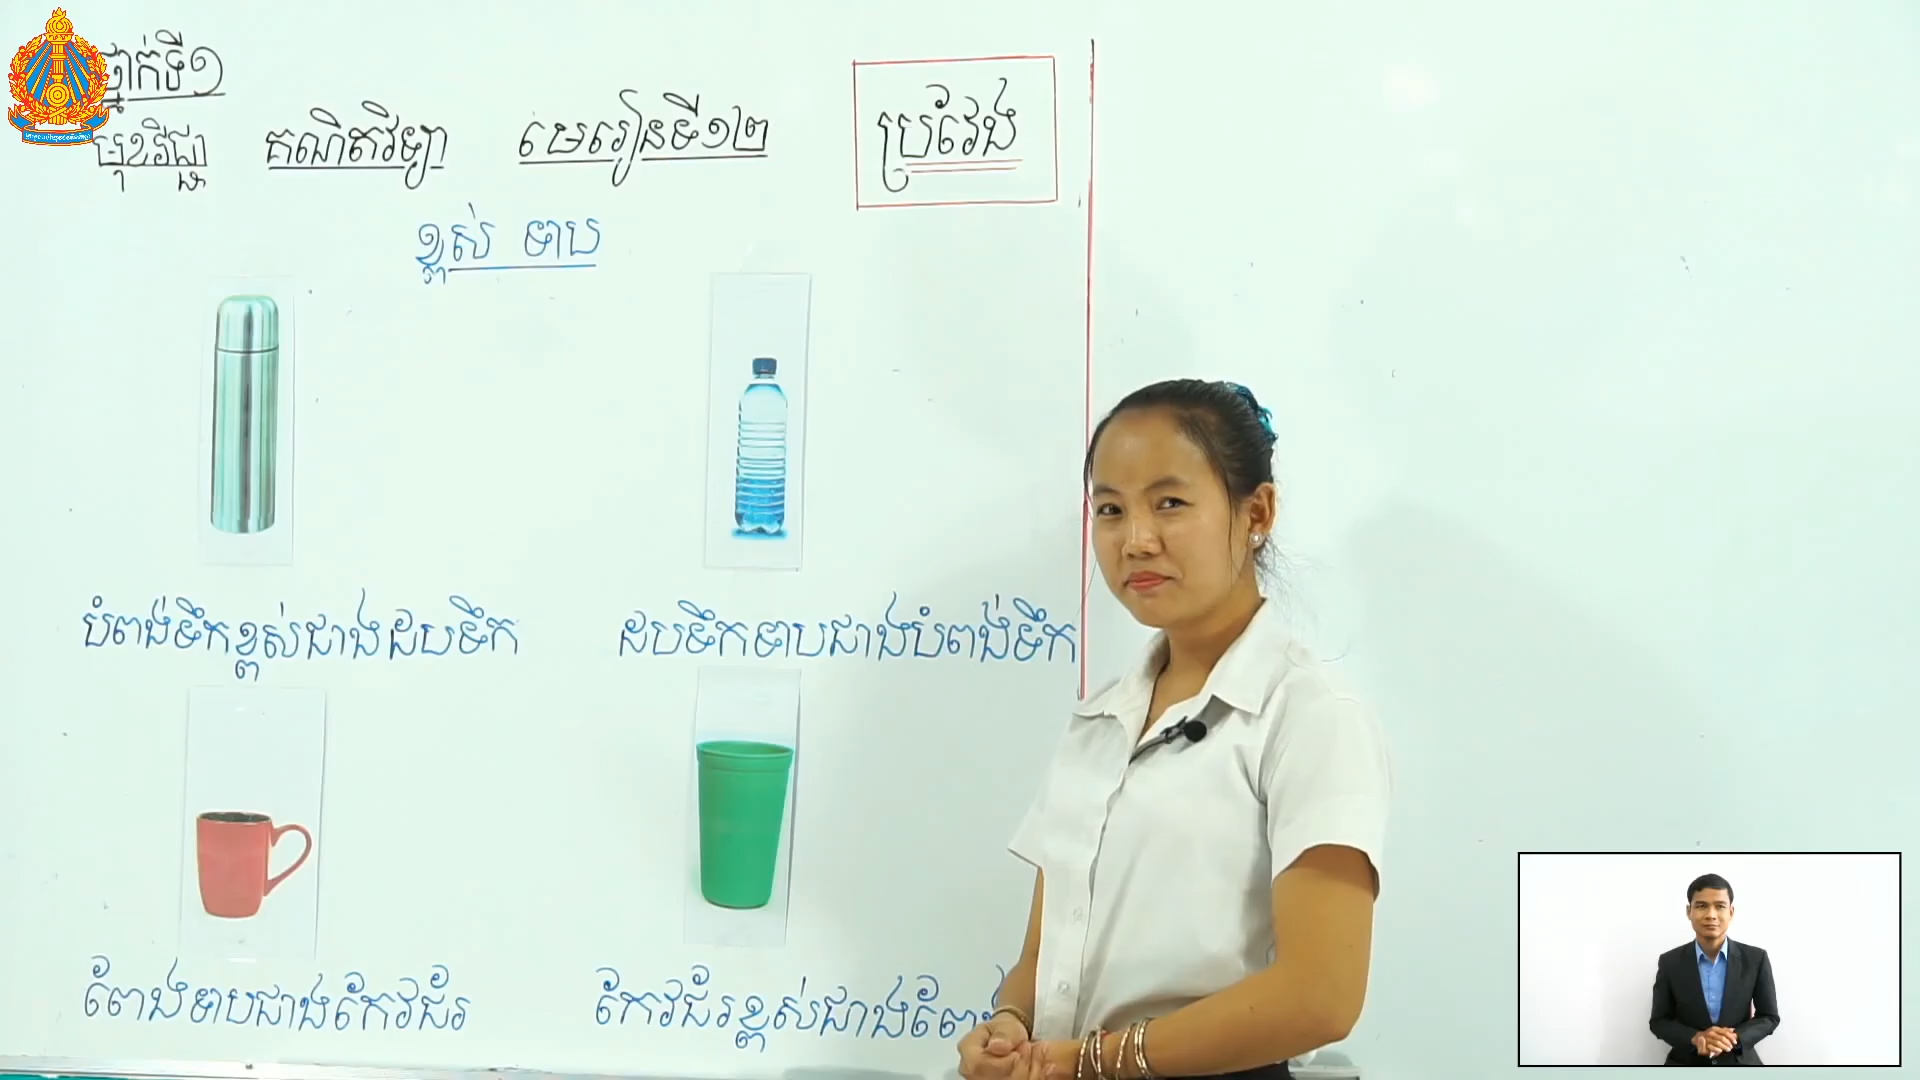 ថ្នាក់ទី១
មុខវិជ្ជា គណិតវិទ្យា មេរៀនទី១២ ប្រវែង
ខ្ពស់ ទាប
បំពង់ទឹកខ្ពស់ជាងដបទឹក ដបទឹកទាបជាងបំពង់ទឹក
ពែងទាបជាងកែវជ័រ កែវជ័រខ្ពស់ជាងពែង